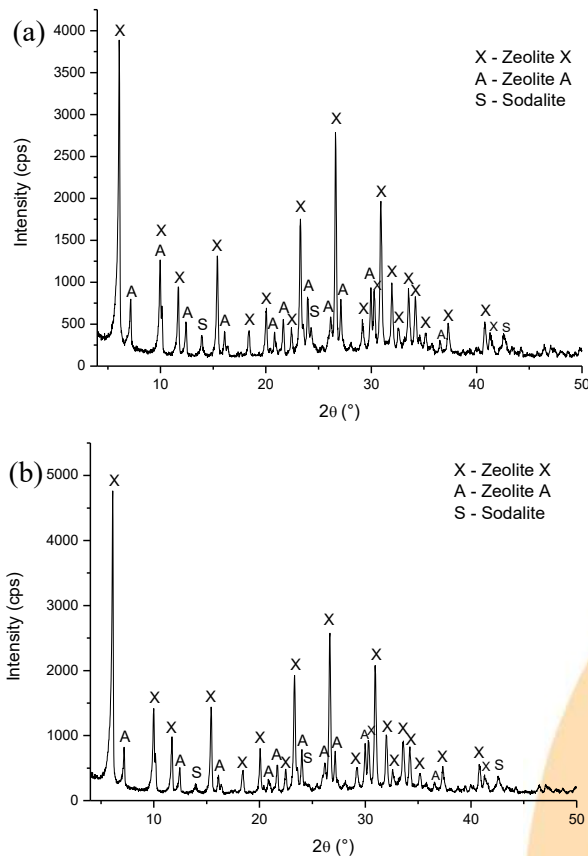 (a)
X - Zeolite X
A - Zeolite A
S - Sodalite
Intensity (cps)
4000
3500
3000
2500
2000
1500
1000
500
0
X A X A X A S X A X X A A X X A S A X A X A X X X X X X X A X X X S
10 20 30 40 50
2θ (°)
(b)
X - Zeolite X
A - Zeolite A
S - Sodalite
Intensity (cps)
5000
4000
3000
2000
1000
0
X A X X A S X A X X A A X X A S A X A X A X X X X X X A X X X S
10 20 30 40 50
2θ (°)